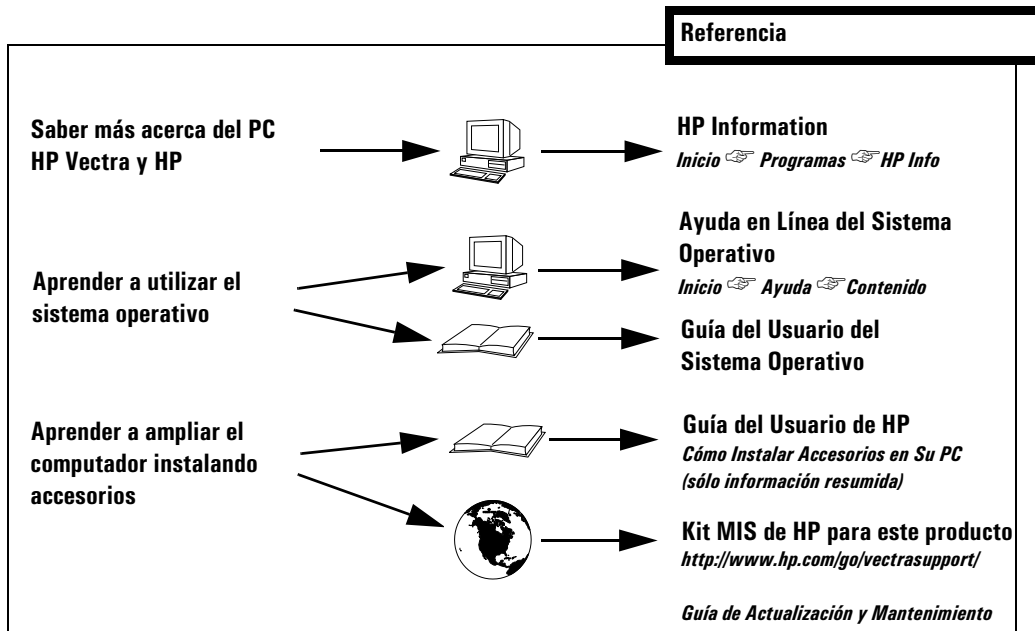 Referencia
Saber más acerca del PC
HP Vectra y HP
HP Information
Inicio ☞ Programas ☞ HP Info
Aprender a utilizar el
sistema operativo
Ayuda en Línea del Sistema
Operativo
Inicio ☞ Ayuda ☞ Contenido
Guía del Usuario del
Sistema Operativo
Aprender a ampliar el
computador instalando
accesorios
Guía del Usuario de HP
Cómo Instalar Accesorios en Su PC
(sólo información resumida)
Kit MIS de HP para este producto
http://www.hp.com/go/vectrasupport/
Guía de Actualización y Mantenimiento